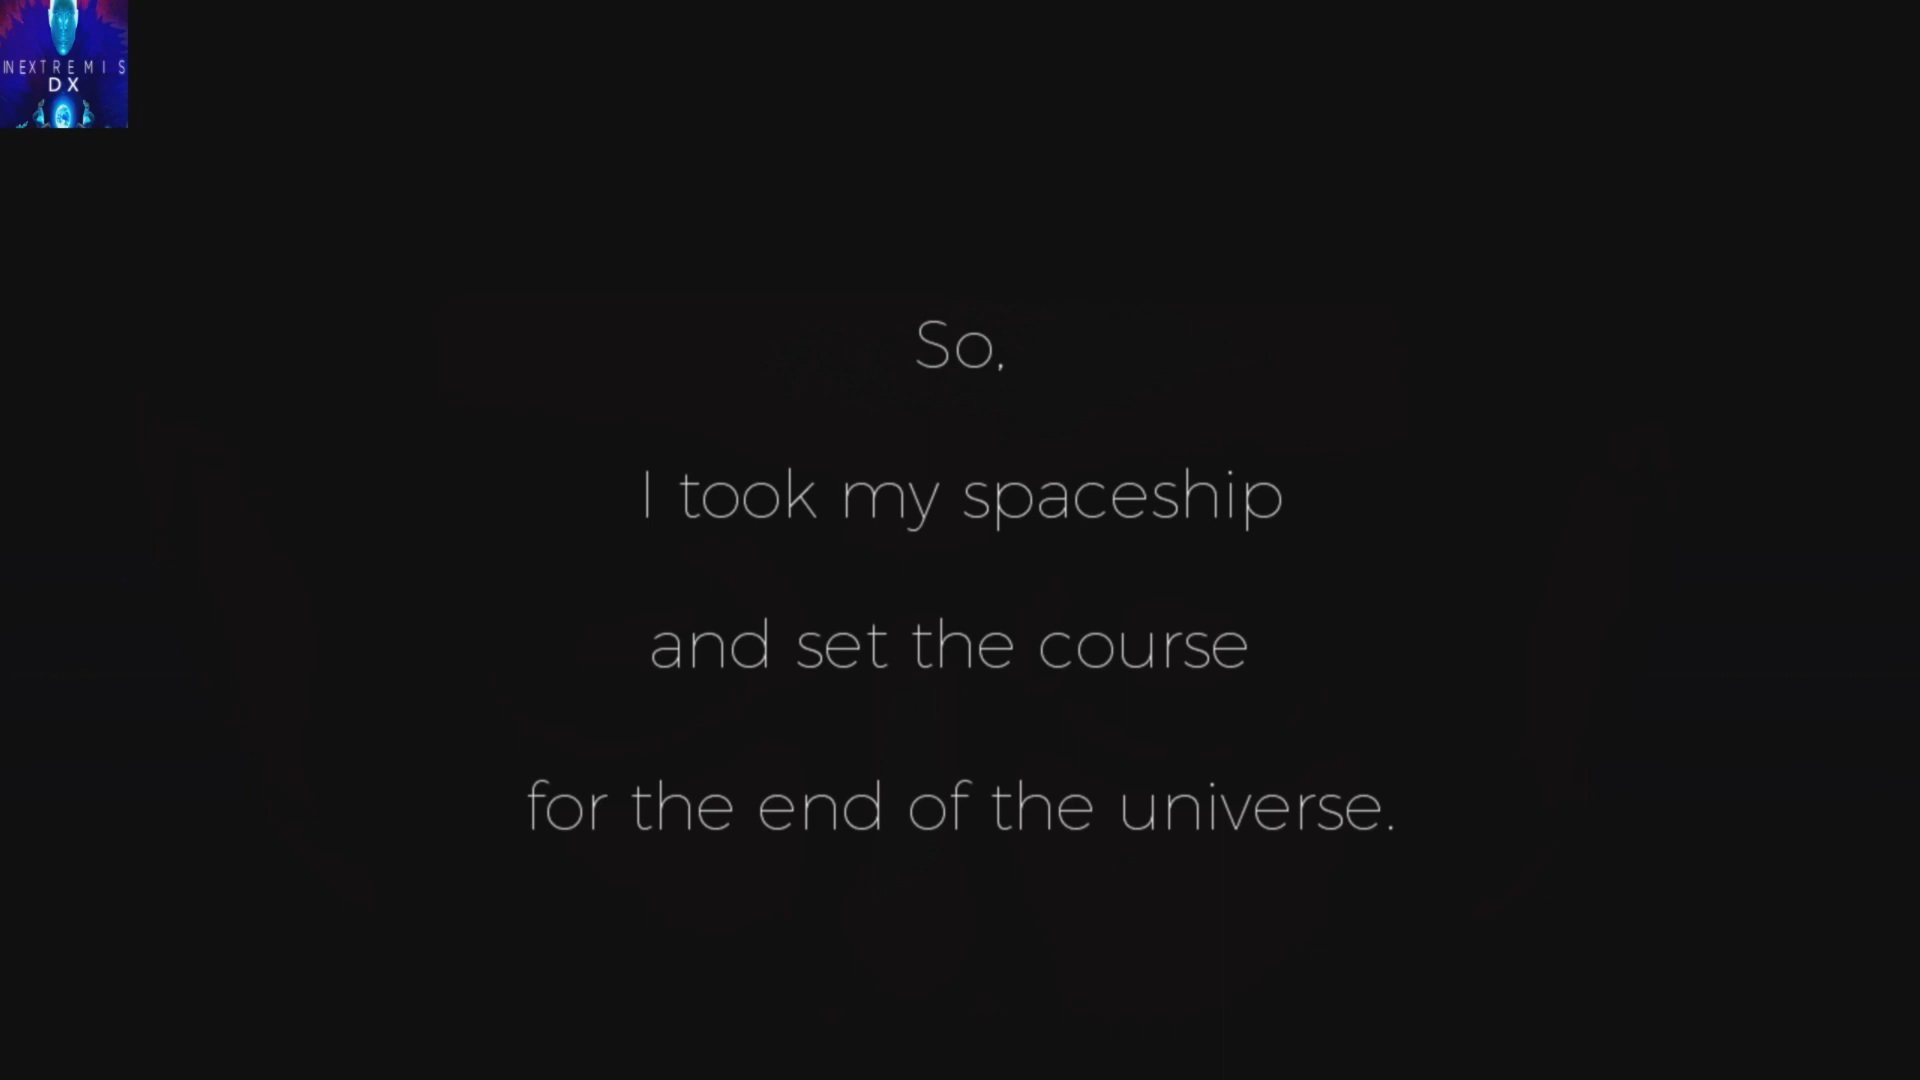 INEXTREMIS
DX
So,
I took my spaceship
and set the course
for the end of the universe.